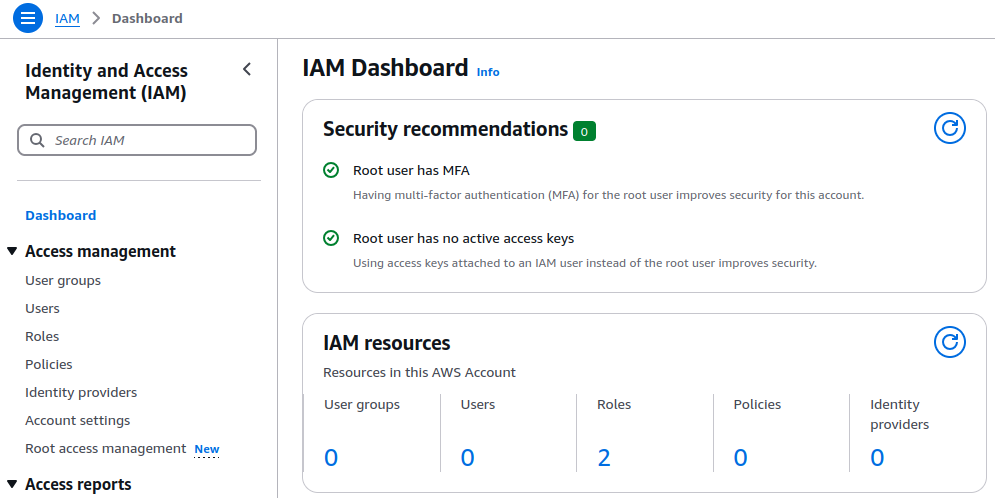 IAM > Dashboard
Identity and Access
Management (IAM)
Search IAM
Dashboard
Access management
User groups
Users
Roles
Policies
Identity providers
Account settings
Root access management New
Access reports
IAM Dashboard Info
Security recommendations 0
Root user has MFA
Having multi-factor authentication (MFA) for the root user improves security for this account.
Root user has no active access keys
Using access keys attached to an IAM user instead of the root user improves security.
IAM resources
Resources in this AWS Account
User groups
0
Users
0
Roles
2
Policies
0
Identity
providers
0